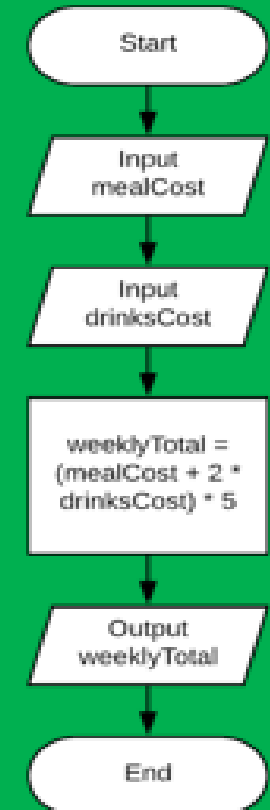 Start
Input
mealCost
Input
drinksCost
weeklyTotal =
(mealCost + 2 *
drinksCost) * 5
Output
weeklyTotal
End